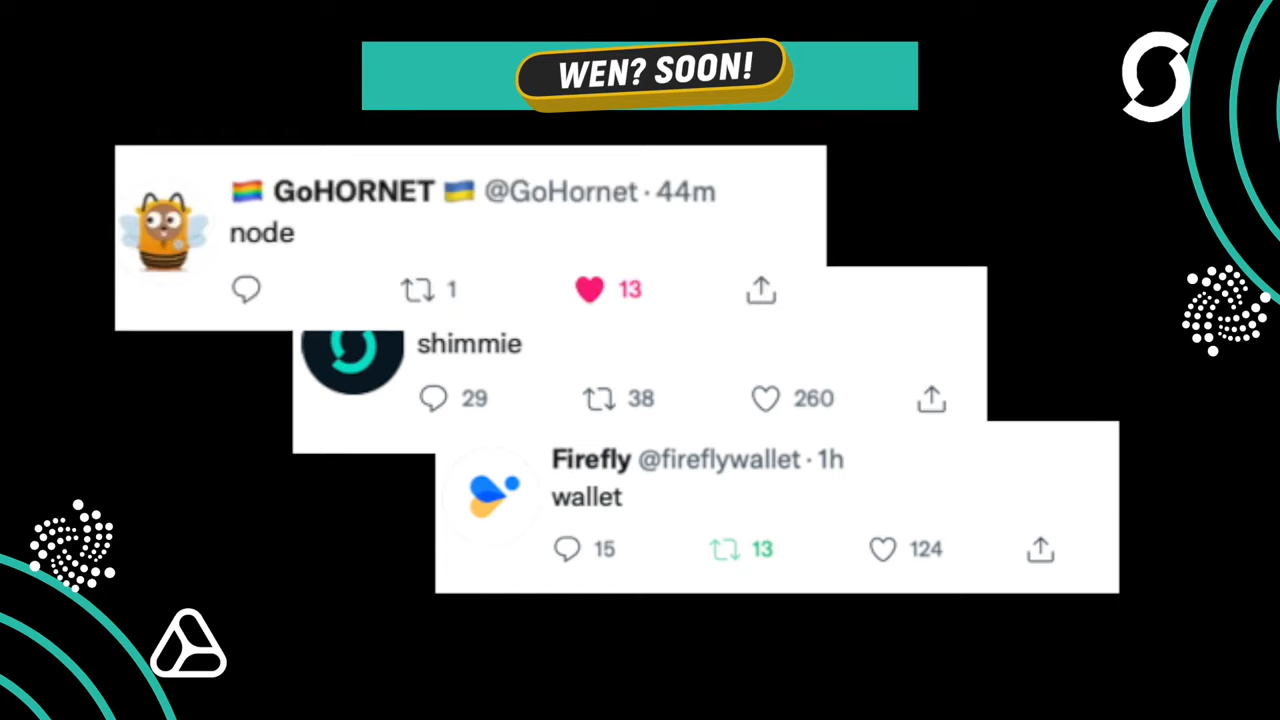 WEN? SOON!
🏳️‍🌈 GoHORNET 🇺🇦 @GoHornet · 44m
node
1 13
shimmie
29 38 260
Firefly @fireflywallet · 1h
wallet
15 13 124